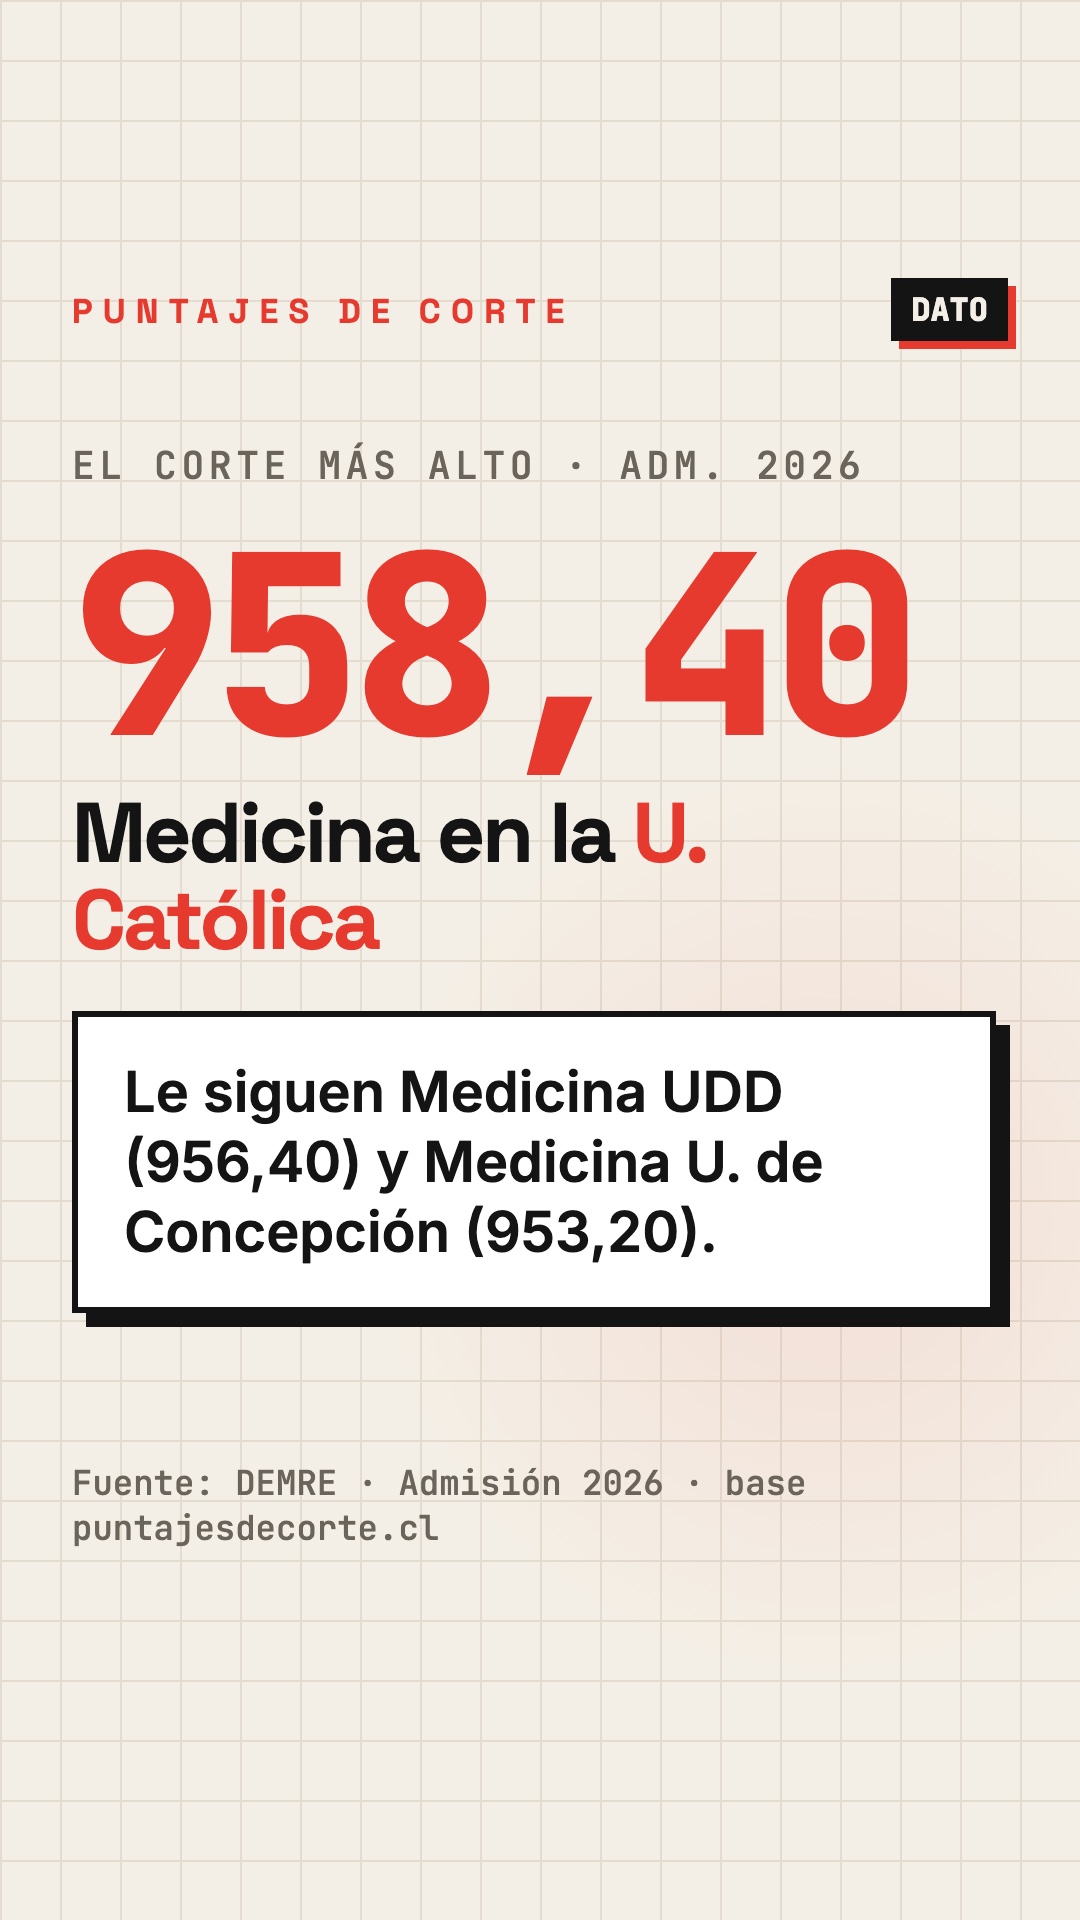 PUNTAJES DE CORTE
DATO
EL CORTE MÁS ALTO · ADM. 2026
958,40
Medicina en la U.
Católica
Le siguen Medicina UDD
(956,40) y Medicina U. de
Concepción (953,20).
Fuente: DEMRE · Admisión 2026 · base
puntajesdecorte.cl